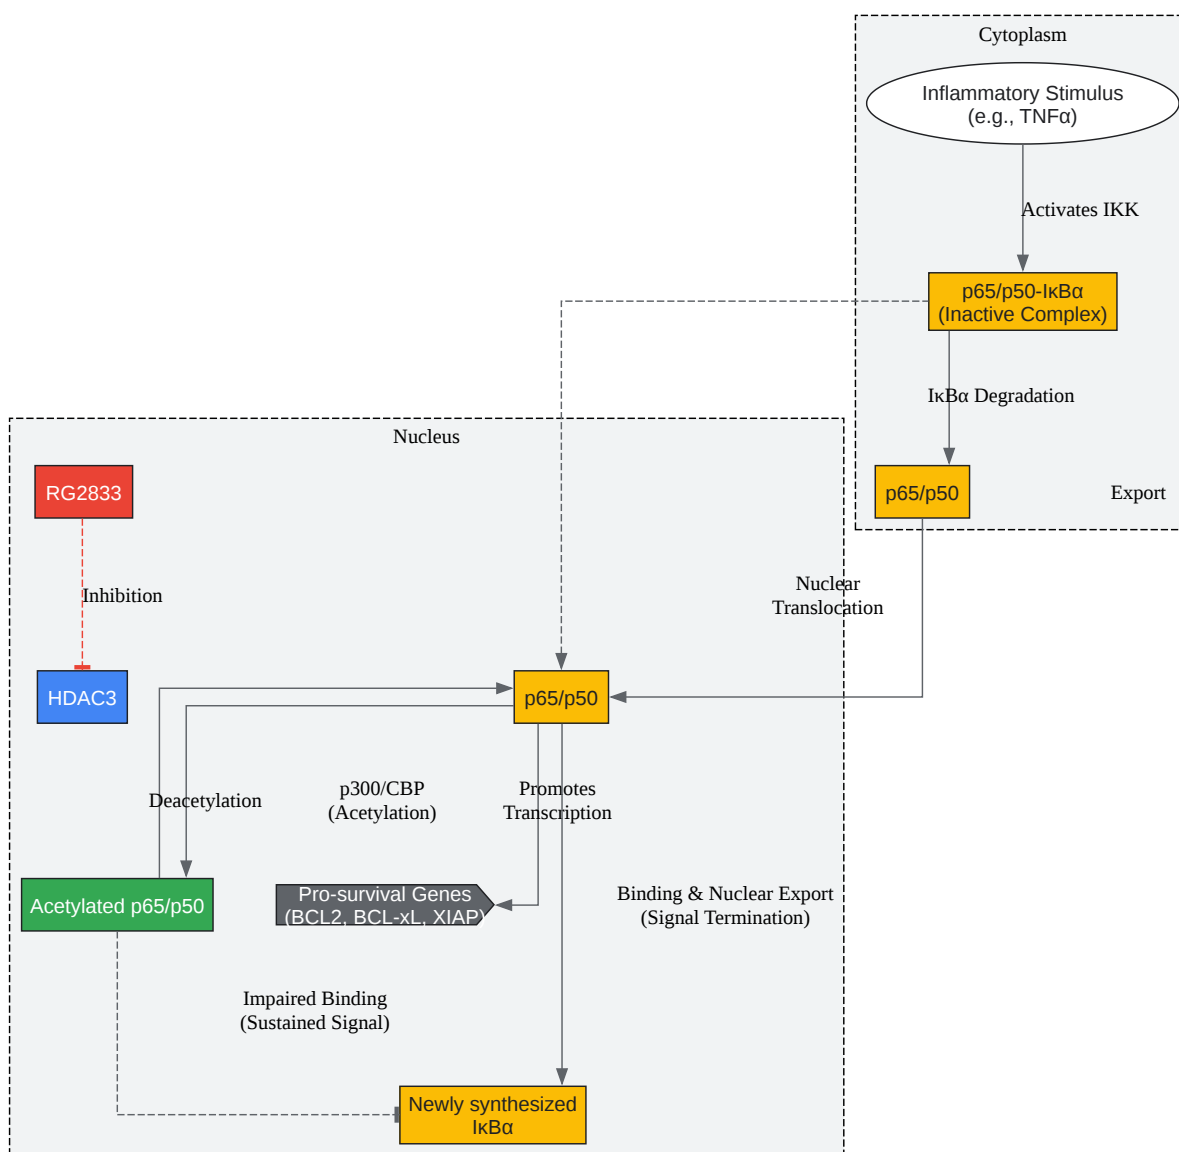 Cytoplasm
Inflammatory Stimulus
(e.g., TNFα)
Activates IKK
p65/p50-IκBα
(Inactive Complex)
IκBα Degradation
Nucleus
RG2833
p65/p50
Export
Inhibition
Nuclear
Translocation
HDAC3
p65/p50
Deacetylation
p300/CBP
(Acetylation)
Promotes
Transcription
Acetylated p65/p50
Pro-survival Genes
(BCL2, BCL-xL, XIAP)
Binding & Nuclear Export
(Signal Termination)
Impaired Binding
(Sustained Signal)
Newly synthesized
IκBα